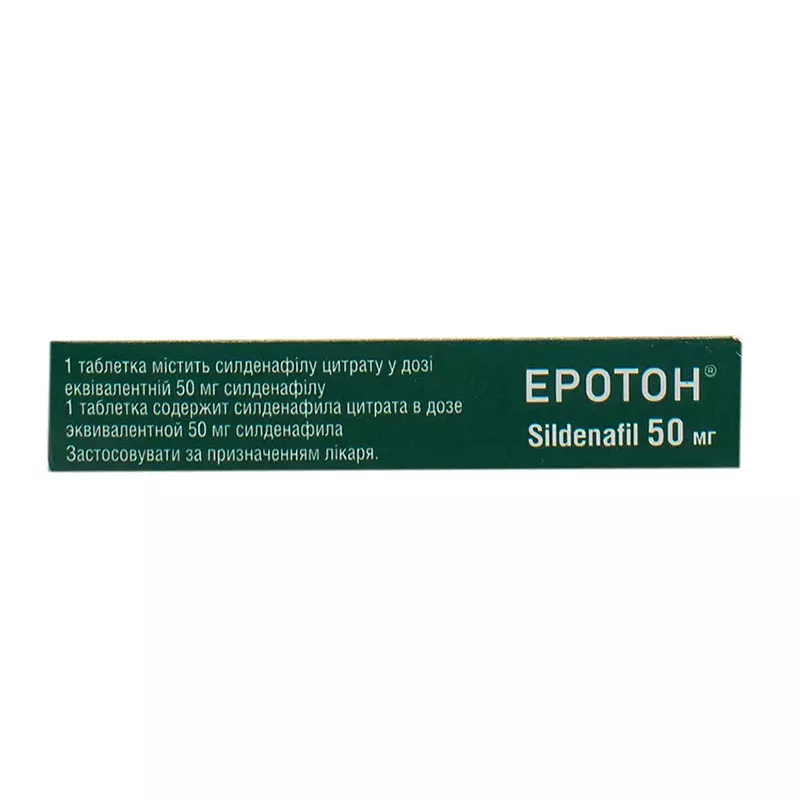 1 таблетка містить силденафілу цитрату у дозі
еквівалентній 50 мг силденафілу
1 таблетка содержит силденафила цитрата в дозе
эквивалентной 50 мг силденафила
Застосовувати за призначенням лікаря.
ЕРОТОН®
Sildenafil 50 мг